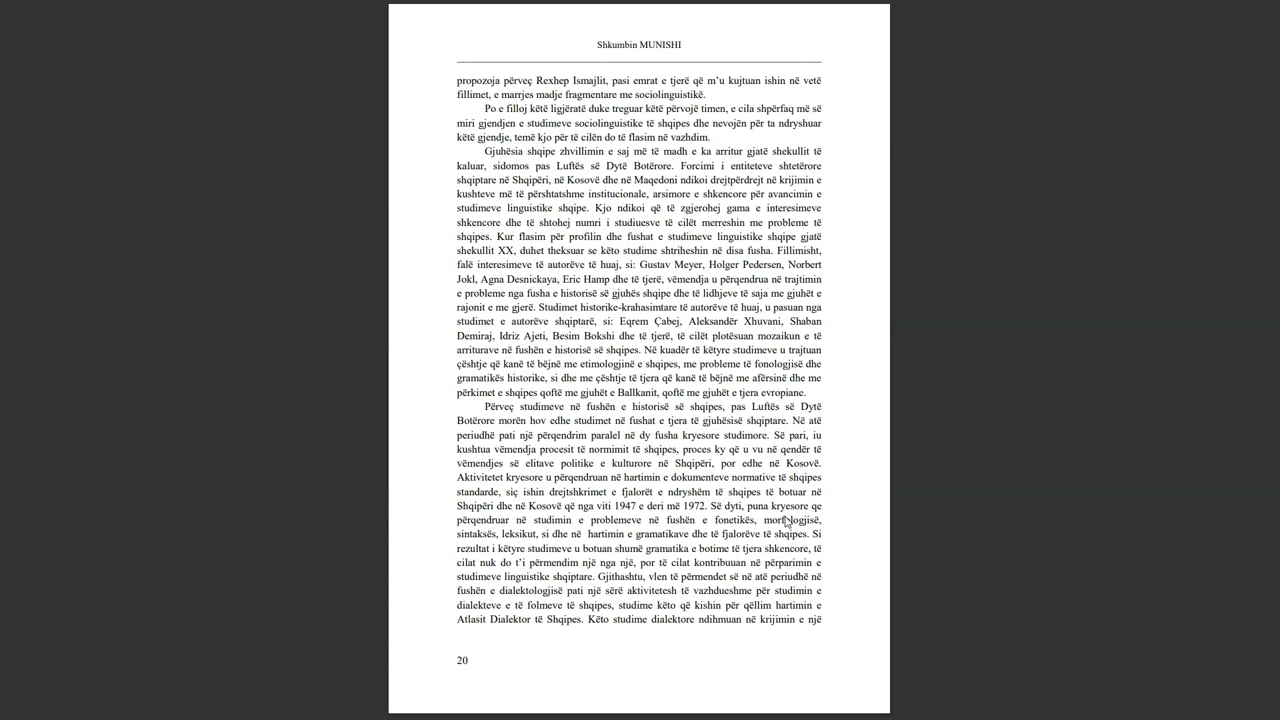 Shkumbin MUNISHI
propozoja përveç Rexhep Ismajlit, pasi emrat e tjerë që m’u kujtuan ishin në vetë
fillimet, e marrjes madje fragmentare me sociolinguistikë.
Po e filloj këtë ligjëratë duke treguar këtë përvojë timen, e cila shpërfaq më së
miri gjendjen e studimeve sociolinguistike të shqipes dhe nevojën për ta ndryshuar
këtë gjendje, temë kjo për të cilën do të flasim në vazhdim.
Gjuhësia shqipe zhvillimin e saj më të madh e ka arritur gjatë shekullit të
kaluar, sidomos pas Luftës së Dytë Botërore. Forcimi i entiteteve shtetërore
shqiptare në Shqipëri, në Kosovë dhe në Maqedoni ndikoi drejtpërdrejt në krijimin e
kushteve më të përshtatshme institucionale, arsimore e shkencore për avancimin e
studimeve linguistike shqipe. Kjo ndikoi që të zgjerohej gama e interesimeve
shkencore dhe të shtohej numri i studiuesve të cilët merreshin me probleme të
shqipes. Kur flasim për profilin dhe fushat e studimeve linguistike shqipe gjatë
shekullit XX, duhet theksuar se këto studime shtriheshin në disa fusha. Fillimisht,
falë interesimeve të autorëve të huaj, si: Gustav Meyer, Holger Pedersen, Norbert
Jokl, Agna Desnickaya, Eric Hamp dhe të tjerë, vëmendja u përqendrua në trajtimin
e probleme nga fusha e historisë së gjuhës shqipe dhe të lidhjeve të saja me gjuhët e
rajonit e me gjerë. Studimet historike-krahasimtare të autorëve të huaj, u pasuan nga
studimet e autorëve shqiptarë, si: Eqrem Çabej, Aleksandër Xhuvani, Shaban
Demiraj, Idriz Ajeti, Besim Bokshi dhe të tjerë, të cilët plotësuan mozaikun e të
arriturave në fushën e historisë së shqipes. Në kuadër të këtyre studimeve u trajtuan
çështje që kanë të bëjnë me etimologjinë e shqipes, me probleme të fonologjisë dhe
gramatikës historike, si dhe me çështje të tjera që kanë të bëjnë me afërsinë dhe me
përkimet e shqipes qoftë me gjuhët e Ballkanit, qoftë me gjuhët e tjera evropiane.
Përveç studimeve në fushën e historisë së shqipes, pas Luftës së Dytë
Botërore morën hov edhe studimet në fushat e tjera të gjuhësisë shqiptare. Në atë
periudhë pati një përqendrim paralel në dy fusha kryesore studimore. Së pari, iu
kushtua vëmendja procesit të normimit të shqipes, proces ky që u vu në qendër të
vëmendjes së elitave politike e kulturore në Shqipëri, por edhe në Kosovë.
Aktivitetet kryesore u përqendruan në hartimin e dokumenteve normative të shqipes
standarde, siç ishin drejtshkrimet e fjalorët e ndryshëm të shqipes të botuar në
Shqipëri dhe në Kosovë që nga viti 1947 e deri më 1972. Së dyti, puna kryesore qe
përqendruar në studimin e problemeve në fushën e fonetikës, morfologjisë,
sintaksës, leksikut, si dhe në hartimin e gramatikave dhe të fjalorëve të shqipes. Si
rezultat i këtyre studimeve u botuan shumë gramatika e botime të tjera shkencore, të
cilat nuk do t’i përmendim një nga një, por të cilat kontribuuan në përparimin e
studimeve linguistike shqiptare. Gjithashtu, vlen të përmendet së në atë periudhë në
fushën e dialektologjisë pati një sërë aktivitetesh të vazhdueshme për studimin e
dialekteve e të folmeve të shqipes, studime këto që kishin për qëllim hartimin e
Atlasit Dialektor të Shqipes. Këto studime dialektore ndihmuan në krijimin e një
20